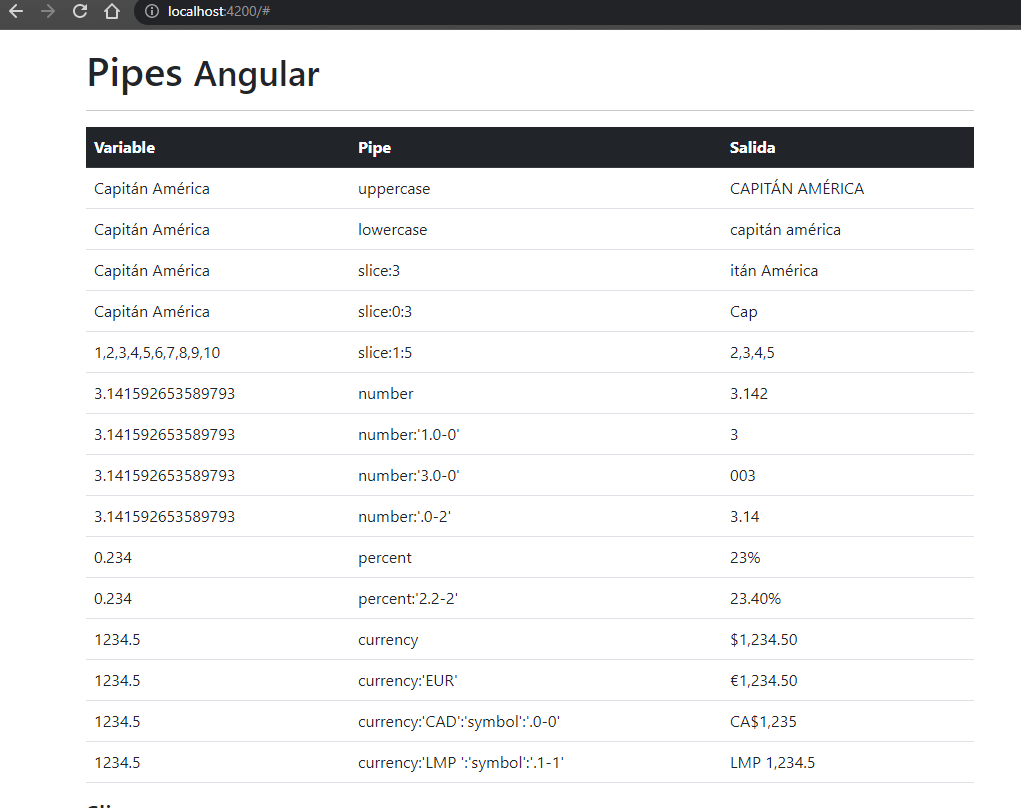 localhost:4200/#
Pipes Angular
Variable Pipe Salida
Capitán América uppercase CAPITÁN AMÉRICA
Capitán América lowercase capitán américa
Capitán América slice:3 itán América
Capitán América slice:0:3 Cap
1,2,3,4,5,6,7,8,9,10 slice:1:5 2,3,4,5
3.141592653589793 number 3.142
3.141592653589793 number:'1.0-0' 3
3.141592653589793 number:'3.0-0' 003
3.141592653589793 number:'.0-2' 3.14
0.234 percent 23%
0.234 percent:'2.2-2' 23.40%
1234.5 currency $1,234.50
1234.5 currency:'EUR' €1,234.50
1234.5 currency:'CAD':'symbol':'.0-0' CA$1,235
1234.5 currency:'LMP ':'symbol':'.1-1' LMP 1,234.5